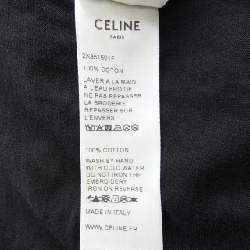 CELINE
PARIS
100% COTON
LAVER A LA MAIN
A L'EAU FROIDE
NE PAS REPASSER
LA BRODERIE
REPASSER SUR
L'ENVERS
100% COTTON
WASH BY HAND
WITH COLD WATER
DO NOT IRON THE
EMBROIDERY
IRON ON REVERSE
MADE IN ITALY
WWW.CELINE.FR